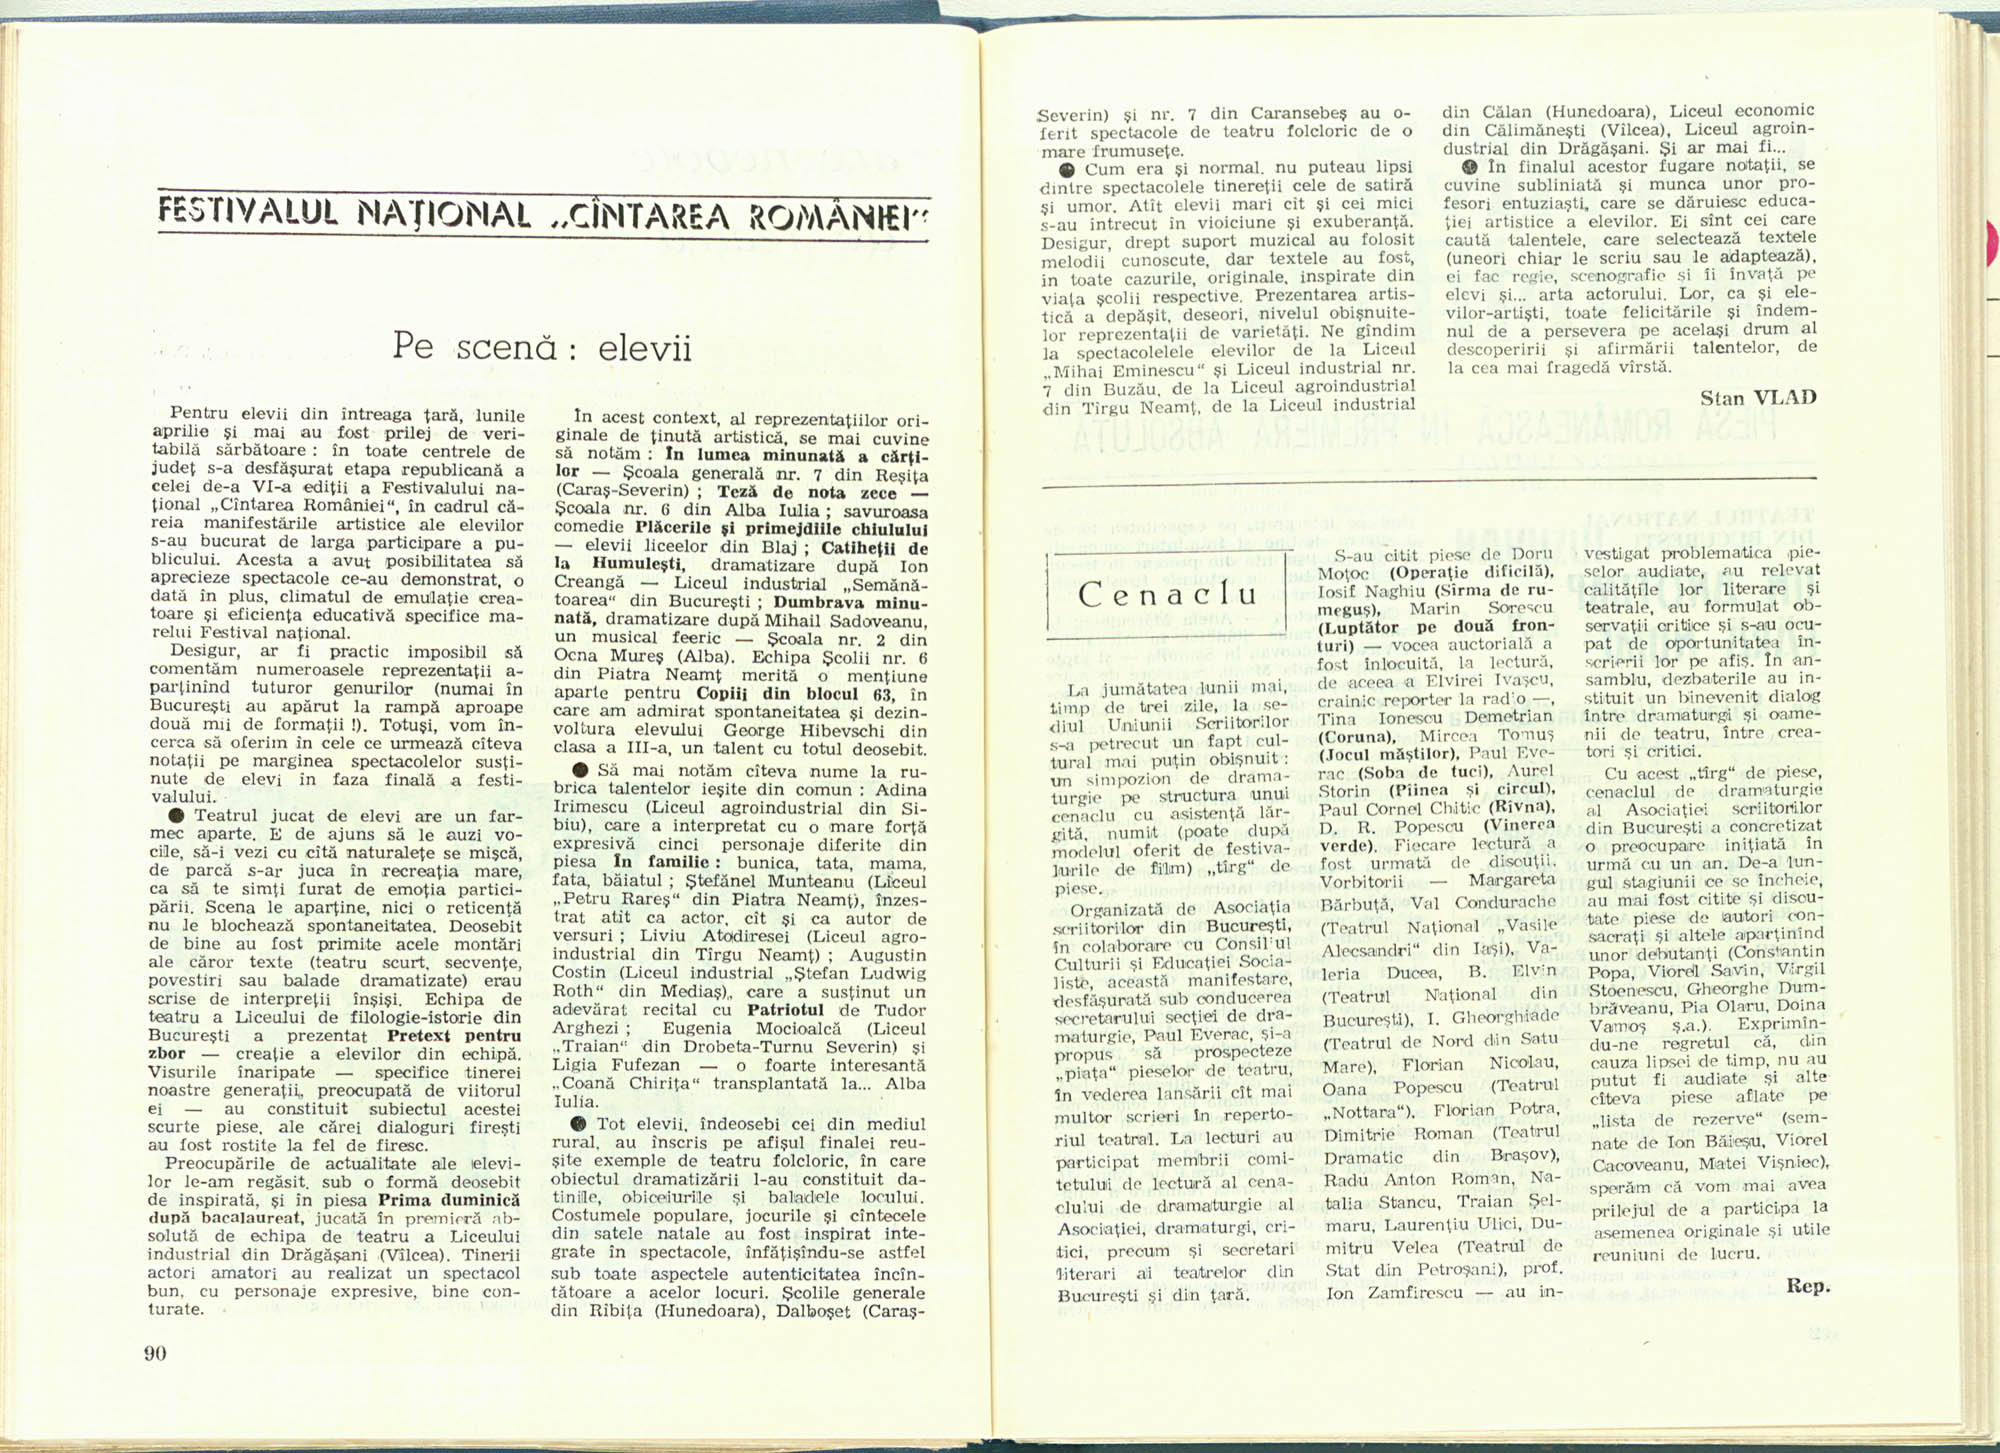 FESTIVALUL NAȚIONAL „CÎNTAREA ROMÂNIEI“
Pe scenă : elevii
Pentru elevii din întreaga țară, lunile
aprilie și mai au fost prilej de veri-
tabilă sărbătoare : în toate centrele de
județ s-a desfășurat etapa republicană a
celei de-a VI-a ediții a Festivalului na-
țional „Cîntarea României“, în cadrul că-
reia manifestările artistice ale elevilor
s-au bucurat de larga participare a pu-
blicului. Acesta a avut posibilitatea să
aprecieze spectacole ce-au demonstrat, o
dată în plus, climatul de emulație crea-
toare și eficiența educativă specifice ma-
relui Festival național.
Desigur, ar fi practic imposibil să
comentăm numeroasele reprezentații a-
parținînd tuturor genurilor (numai în
București au apărut la rampă aproape
două mii de formații !). Totuși, vom în-
cerca să oferim în cele ce urmează cîteva
notații pe marginea spectacolelor susți-
nute de elevi în faza finală a festi-
valului.
● Teatrul jucat de elevi are un far-
mec aparte. E de ajuns să le auzi vo-
cile, să-i vezi cu cîtă naturalețe se mișcă,
de parcă s-ar juca în recreația mare,
ca să te simți furat de emoția partici-
pării. Scena le aparține, nici o reticență
nu le blochează spontaneitatea. Deosebit
de bine au fost primite acele montări
ale căror texte (teatru scurt, secvențe,
povestiri sau balade dramatizate) erau
scrise de interpreții înșiși. Echipa de
teatru a Liceului de filologie-istorie din
București a prezentat Pretext pentru
zbor — creație a elevilor din echipă.
Visurile înaripate — specifice tinerei
noastre generații, preocupată de viitorul
ei — au constituit subiectul acestei
scurte piese, ale cărei dialoguri firești
au fost rostite la fel de firesc.
Preocupările de actualitate ale elevi-
lor le-am regăsit, sub o formă deosebit
de inspirată, și în piesa Prima duminică
după bacalaureat, jucată în premieră ab-
solută de echipa de teatru a Liceului
industrial din Drăgășani (Vîlcea). Tinerii
actori amatori au realizat un spectacol
bun, cu personaje expresive, bine con-
turate.
90
În acest context, al reprezentațiilor ori-
ginale de ținută artistică, se mai cuvine
să notăm : În lumea minunată a cărți-
lor — Școala generală nr. 7 din Reșița
(Caraș-Severin) ; Teză de nota zece —
Școala nr. 6 din Alba Iulia ; savuroasa
comedie Plăcerile și primejdiile chiulului
— elevii liceelor din Blaj ; Catiheții de
la Humulești, dramatizare după Ion
Creangă — Liceul industrial „Semănă-
toarea“ din București ; Dumbrava minu-
nată, dramatizare după Mihail Sadoveanu,
un musical feeric — Școala nr. 2 din
Ocna Mureș (Alba). Echipa Școlii nr. 6
din Piatra Neamț merită o mențiune
aparte pentru Copiii din blocul 63, în
care am admirat spontaneitatea și dezin-
voltura elevului George Hibevschi din
clasa a III-a, un talent cu totul deosebit.
● Să mai notăm cîteva nume la ru-
brica talentelor ieșite din comun : Adina
Irimescu (Liceul agroindustrial din Si-
biu), care a interpretat cu o mare forță
expresivă cinci personaje diferite din
piesa În familie : bunica, tata, mama,
fata, băiatul ; Ștefănel Munteanu (Liceul
„Petru Rareș“ din Piatra Neamț), înzes-
trat atît ca actor, cît și ca autor de
versuri ; Liviu Atodiresei (Liceul agro-
industrial din Tîrgu Neamț) ; Augustin
Costin (Liceul industrial „Ștefan Ludwig
Roth“ din Mediaș), care a susținut un
adevărat recital cu Patriotul de Tudor
Arghezi ; Eugenia Mocioalcă (Liceul
„Traian“ din Drobeta-Turnu Severin) și
Ligia Fufezan — o foarte interesantă
„Coană Chirița“ transplantată la... Alba
Iulia.
● Tot elevii, îndeosebi cei din mediul
rural, au înscris pe afișul finalei reu-
șite exemple de teatru folcloric, în care
obiectul dramatizării l-au constituit da-
tinile, obiceiurile și baladele locului.
Costumele populare, jocurile și cîntecele
din satele natale au fost inspirat inte-
grate în spectacole, înfățișîndu-se astfel
sub toate aspectele autenticitatea încîn-
tătoare a acelor locuri. Școlile generale
din Ribița (Hunedoara), Dalboșeț (Caraș-
Severin) și nr. 7 din Caransebeș au o-
ferit spectacole de teatru folcloric de o
mare frumusețe.
● Cum era și normal, nu puteau lipsi
dintre spectacolele tinereții cele de satiră
și umor. Atît elevii mari cît și cei mici
s-au întrecut în vioiciune și exuberanță.
Desigur, drept suport muzical au folosit
melodii cunoscute, dar textele au fost,
în toate cazurile, originale, inspirate din
viața școlii respective. Prezentarea artis-
tică a depășit, deseori, nivelul obișnuite-
lor reprezentații de varietăți. Ne gîndim
la spectacolelele elevilor de la Liceul
„Mihai Eminescu“ și Liceul industrial nr.
7 din Buzău, de la Liceul agroindustrial
din Tîrgu Neamț, de la Liceul industrial
din Călan (Hunedoara), Liceul economic
din Călimănești (Vîlcea), Liceul agroin-
dustrial din Drăgășani. Și ar mai fi...
● În finalul acestor fugare notații, se
cuvine subliniată și munca unor pro-
fesori entuziaști, care se dăruiesc educa-
ției artistice a elevilor. Ei sînt cei care
caută talentele, care selectează textele
(uneori chiar le scriu sau le adaptează),
ei fac regie, scenografie și îi învață pe
elevi și... arta actorului. Lor, ca și ele-
vilor-artiști, toate felicitările și îndem-
nul de a persevera pe același drum al
descoperirii și afirmării talentelor, de
la cea mai fragedă vîrstă.
Stan VLAD
Cenaclu
La jumătatea lunii mai,
timp de trei zile, la se-
diul Uniunii Scriitorilor
s-a petrecut un fapt cul-
tural mai puțin obișnuit :
un simpozion de drama-
turgie pe structura unui
cenaclu cu asistență lăr-
gită, numit (poate după
modelul oferit de festiva-
lurile de film) „tîrg“ de
piese.
Organizată de Asociația
scriitorilor din București,
în colaborare cu Consiliul
Culturii și Educației Socia-
liste, această manifestare,
desfășurată sub conducerea
secretarului secției de dra-
maturgie, Paul Everac, și-a
propus să prospecteze
„piața“ pieselor de teatru,
în vederea lansării cît mai
multor scrieri în reperto-
riul teatral. La lecturi au
participat membrii comi-
tetului de lectură al cena-
clului de dramaturgie al
Asociației, dramaturgi, cri-
tici, precum și secretari
literari ai teatrelor din
București și din țară.
S-au citit piese de Doru
Moțoc (Operație dificilă),
Iosif Naghiu (Sirma de ru-
meguș), Marin Sorescu
(Luptător pe două fron-
turi) — vocea auctorială a
fost înlocuită, la lectură,
de aceea a Elvirei Ivașcu,
crainic reporter la radio —,
Tina Ionescu Demetrian
(Coruna), Mircea Tomuș
(Jocul măștilor), Paul Eve-
rac (Soba de tuci), Aurel
Storin (Pîinea și circul),
Paul Cornel Chitic (Rivna),
D. R. Popescu (Vinerea
verde). Fiecare lectură a
fost urmată de discuții.
Vorbitorii — Margareta
Bărbuță, Val Condurache
(Teatrul Național „Vasile
Alecsandri“ din Iași), Va-
leria Ducea, B. Elvin
(Teatrul Național din
București), I. Gheorghiade
(Teatrul de Nord din Satu
Mare), Florian Nicolau,
Oana Popescu (Teatrul
„Nottara“), Florian Potra,
Dimitrie Roman (Teatrul
Dramatic din Brașov),
Radu Anton Roman, Na-
talia Stancu, Traian Șel-
maru, Laurențiu Ulici, Du-
mitru Velea (Teatrul de
Stat din Petroșani), prof.
Ion Zamfirescu — au in-
vestigat problematica pie-
selor audiate, au relevat
calitățile lor literare și
teatrale, au formulat ob-
servații critice și s-au ocu-
pat de oportunitatea în-
scrierii lor pe afiș. În an-
samblu, dezbaterile au in-
stituit un binevenit dialog
între dramaturgi și oame-
nii de teatru, între crea-
tori și critici.
Cu acest „tîrg“ de piese,
cenaclul de dramaturgie
al Asociației scriitorilor
din București a concretizat
o preocupare inițiată în
urmă cu un an. De-a lun-
gul stagiunii ce se încheie,
au mai fost citite și discu-
tate piese de autori con-
sacrați și altele aparținînd
unor debutanți (Constantin
Popa, Viorel Savin, Virgil
Stoenescu, Gheorghe Dum-
brăveanu, Pia Olaru, Doina
Vamoș ș.a.). Exprimîn-
du-ne regretul că, din
cauza lipsei de timp, nu au
putut fi audiate și alte
cîteva piese aflate pe
„lista de rezerve“ (sem-
nate de Ion Băieșu, Viorel
Cacoveanu, Matei Vișniec),
sperăm că vom mai avea
prilejul de a participa la
asemenea originale și utile
reuniuni de lucru.
Rep.